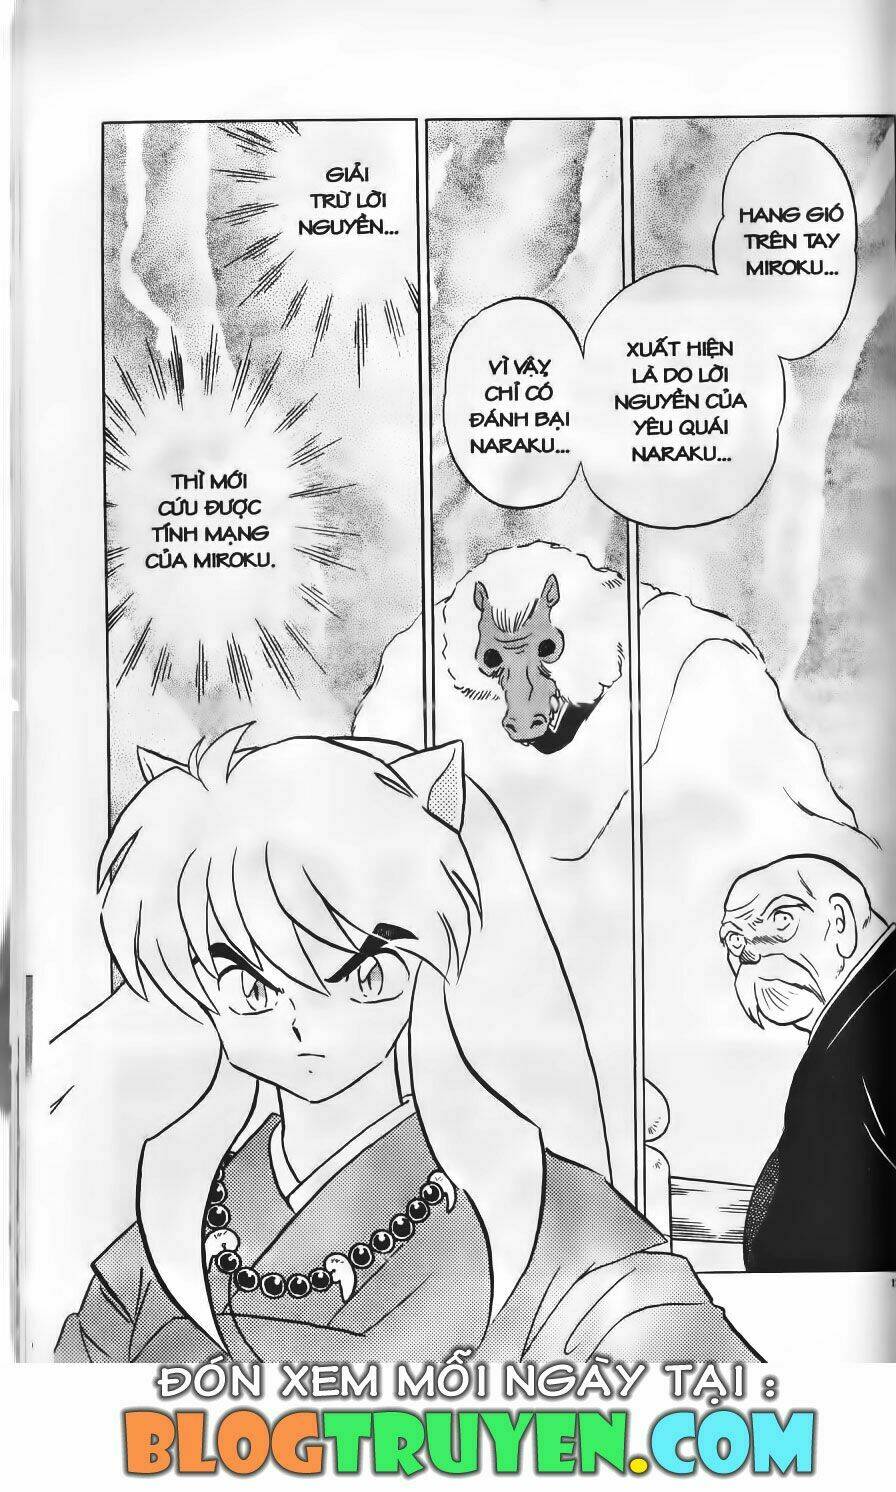 HANG GIÓ
TRÊN TAY
MIROKU...
XUẤT HIỆN
LÀ DO LỜI
NGUYỀN CỦA
YÊU QUÁI
NARAKU...
VÌ VẬY,
CHỈ CÓ
ĐÁNH BẠI
NARAKU...
GIẢI
TRỪ LỜI
NGUYỀN...
THÌ MỚI
CỨU ĐƯỢC
TÍNH MẠNG
CỦA MIROKU.
ĐÓN XEM MỖI NGÀY TẠI :
BLOGTRUYEN.COM